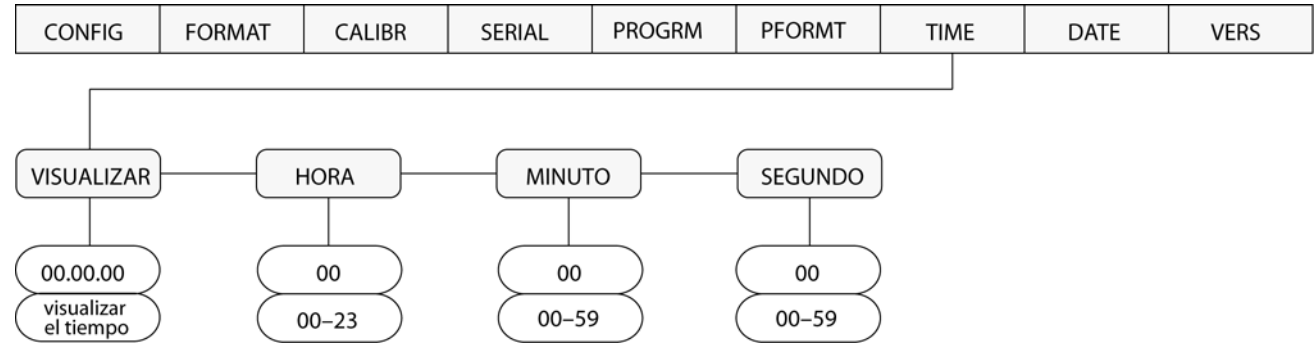 CONFIG FORMAT CALIBR SERIAL PROGRM PFORMT TIME DATE VERS
VISUALIZAR HORA MINUTO SEGUNDO
00.00.00 00 00 00
visualizar
el tiempo 00–23 00–59 00–59